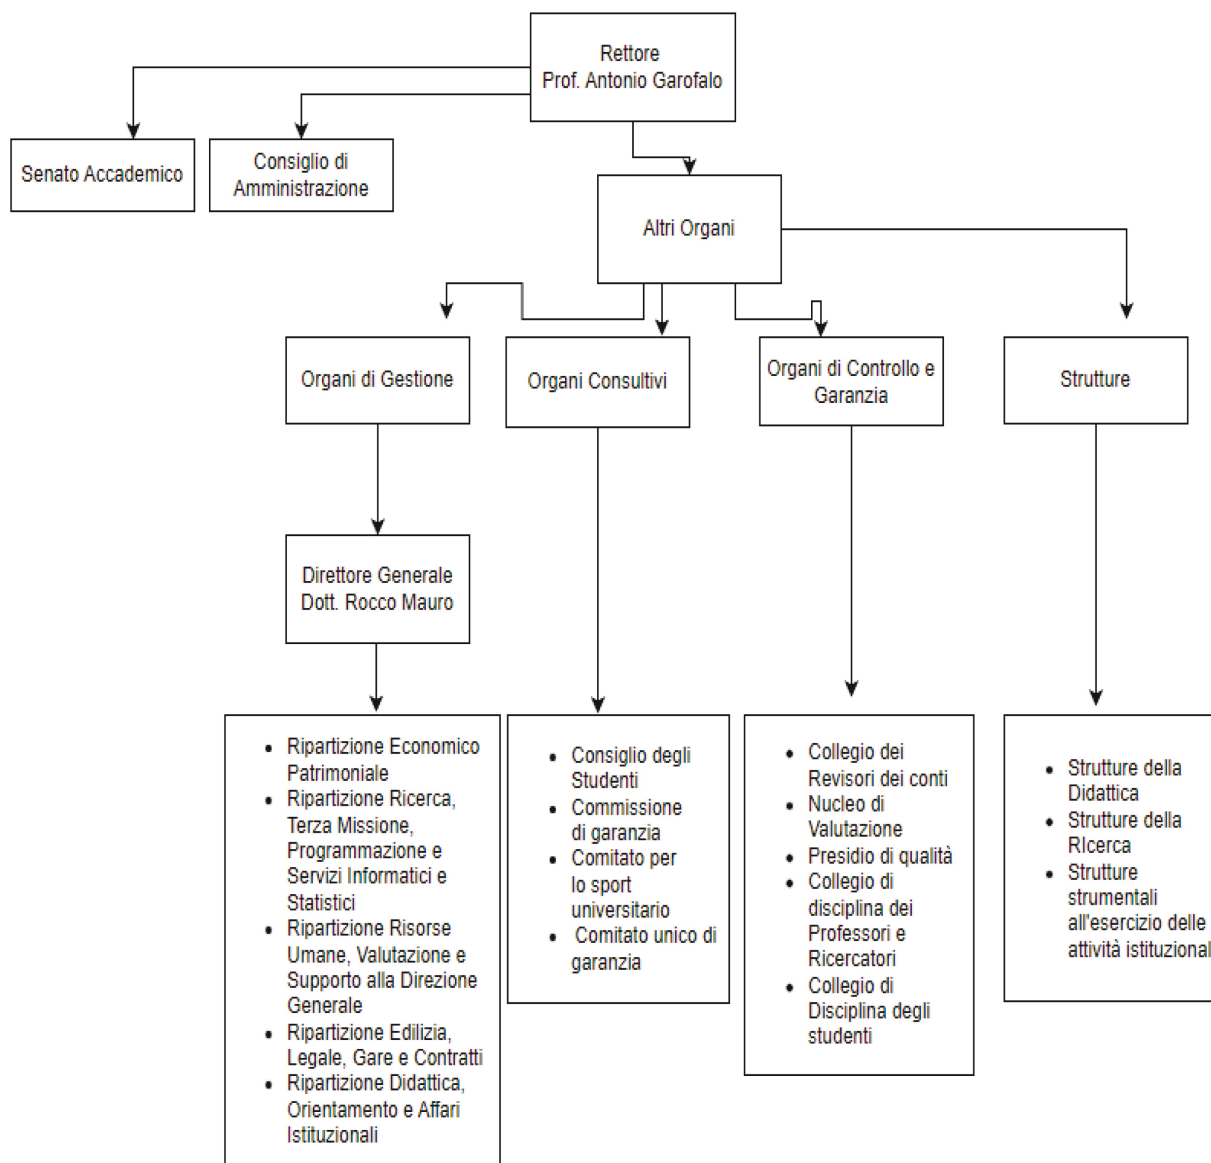 Rettore
Prof. Antonio Garofalo
Senato Accademico
Consiglio di
Amministrazione
Altri Organi
Organi di Gestione
Organi Consultivi
Organi di Controllo e
Garanzia
Strutture
Direttore Generale
Dott. Rocco Mauro
• Ripartizione Economico
Patrimoniale
• Ripartizione Ricerca,
Terza Missione,
Programmazione e
Servizi Informatici e
Statistici
• Ripartizione Risorse
Umane, Valutazione e
Supporto alla Direzione
Generale
• Ripartizione Edilizia,
Legale, Gare e Contratti
• Ripartizione Didattica,
Orientamento e Affari
Istituzionali
• Consiglio degli
Studenti
• Commissione
di garanzia
• Comitato per
lo sport
universitario
• Comitato unico di
garanzia
• Collegio dei
Revisori dei conti
• Nucleo di
Valutazione
• Presidio di qualità
• Collegio di
disciplina dei
Professori e
Ricercatori
• Collegio di
Disciplina degli
studenti
• Strutture della
Didattica
• Strutture della
RIcerca
• Strutture
strumentali
all'esercizio delle
attività istituzional